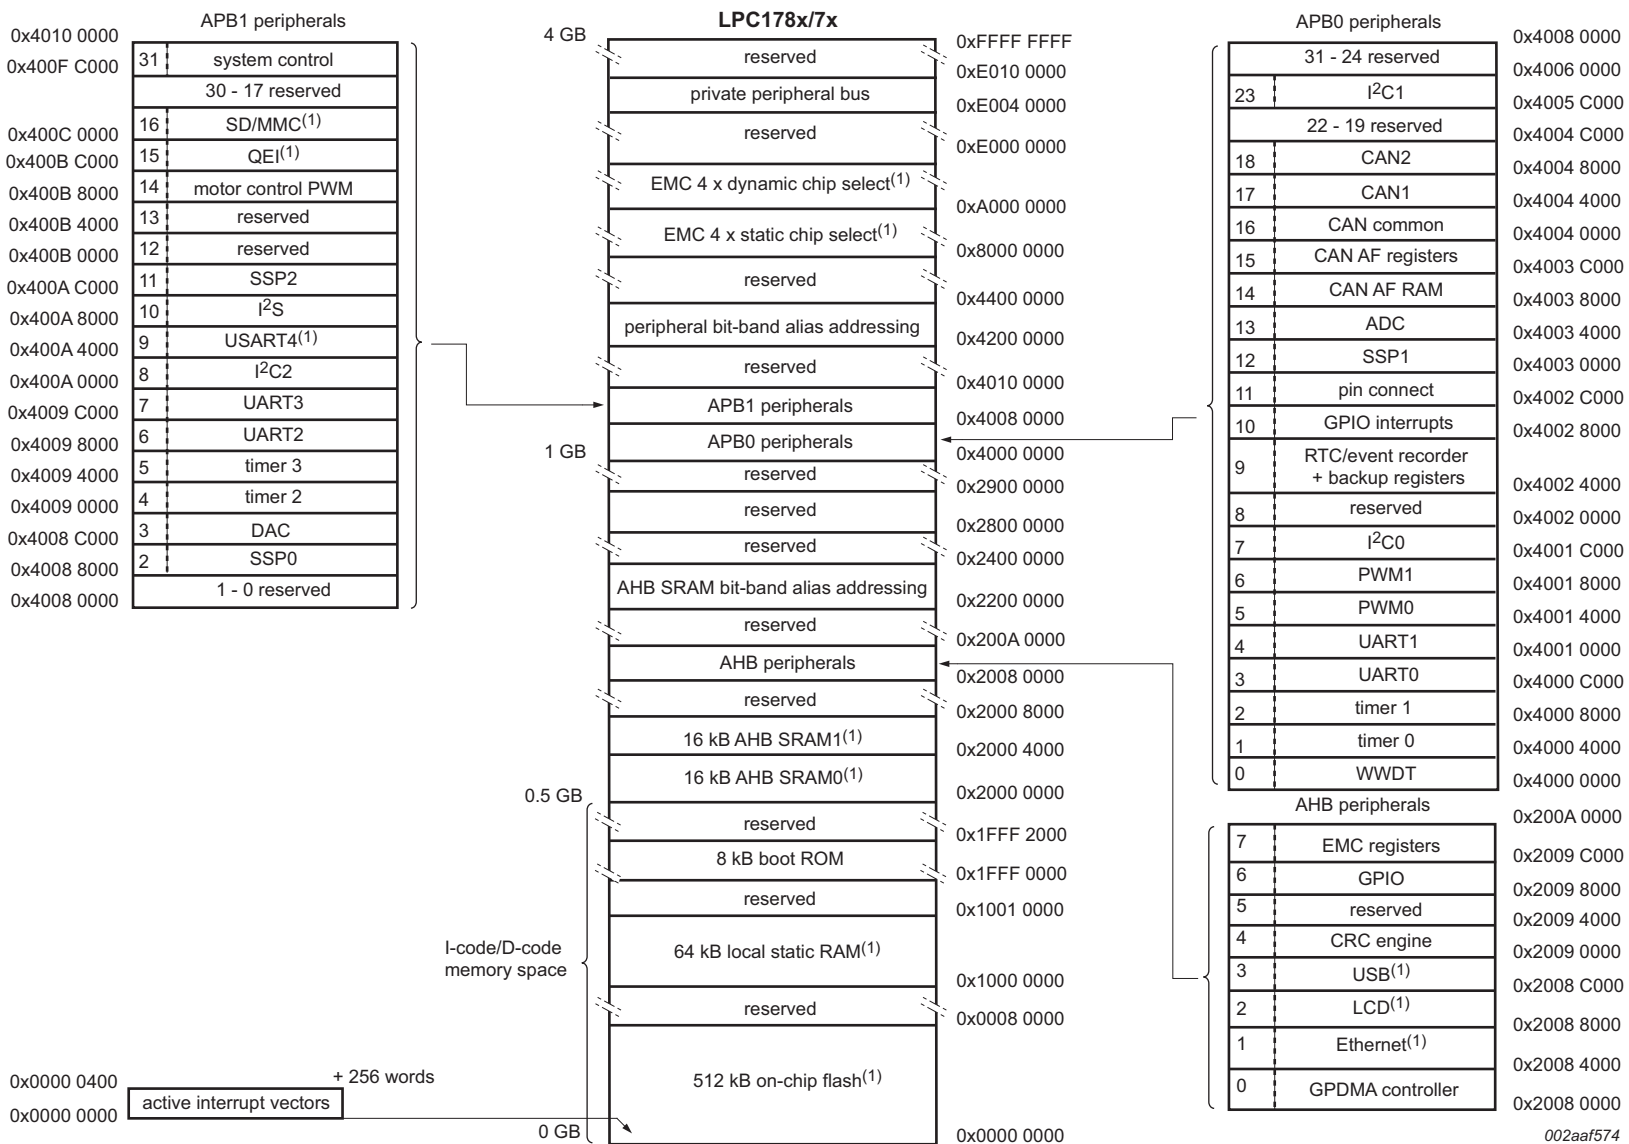 APB1 peripherals
0x4010 0000
31 system control
0x400F C000
30 - 17 reserved
0x400C 0000
16 SD/MMC(1)
0x400B C000
15 QEI(1)
0x400B 8000
14 motor control PWM
0x400B 4000
13 reserved
0x400B 0000
12 reserved
0x400A C000
11 SSP2
0x400A 8000
10 I2S
0x400A 4000
9 USART4(1)
0x400A 0000
8 I2C2
0x4009 C000
7 UART3
0x4009 8000
6 UART2
0x4009 4000
5 timer 3
0x4009 0000
4 timer 2
0x4008 C000
3 DAC
0x4008 8000
2 SSP0
0x4008 0000
1 - 0 reserved
LPC178x/7x
4 GB
0xFFFF FFFF
reserved
0xE010 0000
private peripheral bus
0xE004 0000
reserved
0xE000 0000
EMC 4 x dynamic chip select(1)
0xA000 0000
EMC 4 x static chip select(1)
0x8000 0000
reserved
0x4400 0000
peripheral bit-band alias addressing
0x4200 0000
reserved
0x4010 0000
APB1 peripherals
0x4008 0000
APB0 peripherals
1 GB
0x4000 0000
reserved
0x2900 0000
reserved
0x2800 0000
reserved
0x2400 0000
AHB SRAM bit-band alias addressing
0x2200 0000
reserved
0x200A 0000
AHB peripherals
0x2008 0000
reserved
0x2000 8000
16 kB AHB SRAM1(1)
0x2000 4000
16 kB AHB SRAM0(1)
0.5 GB
0x2000 0000
reserved
0x1FFF 2000
8 kB boot ROM
0x1FFF 0000
reserved
0x1001 0000
I-code/D-code
memory space
64 kB local static RAM(1)
0x1000 0000
reserved
0x0008 0000
512 kB on-chip flash(1)
0 GB
0x0000 0000
+ 256 words
0x0000 0400
active interrupt vectors
0x0000 0000
APB0 peripherals
0x4008 0000
31 - 24 reserved
0x4006 0000
23 I2C1
0x4005 C000
22 - 19 reserved
0x4004 C000
18 CAN2
0x4004 8000
17 CAN1
0x4004 4000
16 CAN common
0x4004 0000
15 CAN AF registers
0x4003 C000
14 CAN AF RAM
0x4003 8000
13 ADC
0x4003 4000
12 SSP1
0x4003 0000
11 pin connect
0x4002 C000
10 GPIO interrupts
0x4002 8000
9 RTC/event recorder
+ backup registers
0x4002 4000
8 reserved
0x4002 0000
7 I2C0
0x4001 C000
6 PWM1
0x4001 8000
5 PWM0
0x4001 4000
4 UART1
0x4001 0000
3 UART0
0x4000 C000
2 timer 1
0x4000 8000
1 timer 0
0x4000 4000
0 WWDT
0x4000 0000
AHB peripherals
0x200A 0000
7 EMC registers
0x2009 C000
6 GPIO
0x2009 8000
5 reserved
0x2009 4000
4 CRC engine
0x2009 0000
3 USB(1)
0x2008 C000
2 LCD(1)
0x2008 8000
1 Ethernet(1)
0x2008 4000
0 GPDMA controller
0x2008 0000
002aaf574